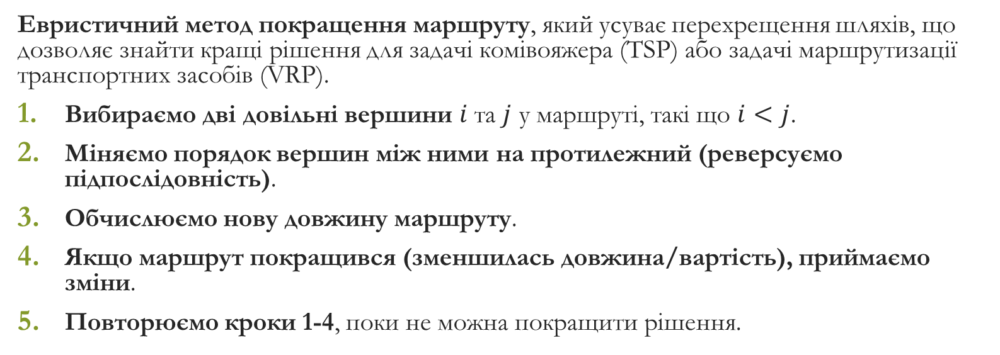 Евристичний метод покращення маршруту, який усуває перехрещення шляхів, що
дозволяє знайти кращі рішення для задачі комівояжера (TSP) або задачі маршрутизації
транспортних засобів (VRP).
1. Вибираємо дві довільні вершини i та j у маршруті, такі що i < j.
2. Міняємо порядок вершин між ними на протилежний (реверсуємо
підпослідовність).
3. Обчислюємо нову довжину маршруту.
4. Якщо маршрут покращився (зменшилась довжина/вартість), приймаємо
зміни.
5. Повторюємо кроки 1-4, поки не можна покращити рішення.